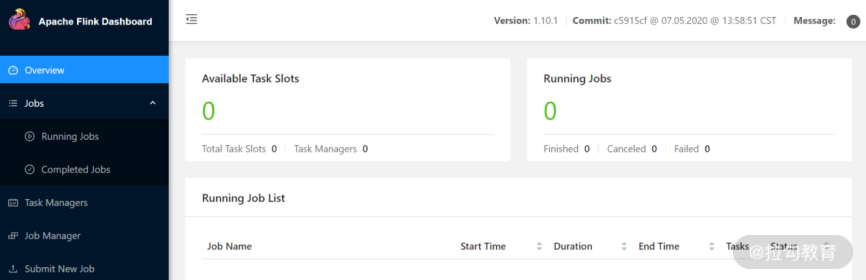 Apache Flink Dashboard
Version: 1.10.1 Commit: c5915cf @ 07.05.2020 @ 13:58:51 CST Message: 0
Overview
Jobs
Running Jobs
Completed Jobs
Task Managers
Job Manager
Submit New Job
Available Task Slots
0
Total Task Slots 0 Task Managers 0
Running Jobs
0
Finished 0 Canceled 0 Failed 0
Running Job List
Job Name Start Time Duration End Time Tasks Status
@拉勾教育